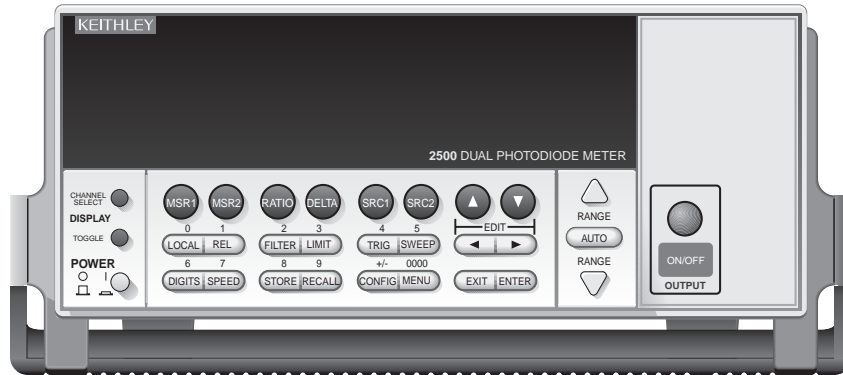 KEITHLEY
2500 DUAL PHOTODIODE METER
CHANNEL
SELECT
DISPLAY
TOGGLE
POWER
MSR1 MSR2 RATIO DELTA SRC1 SRC2
0 1 2 3 4 5
EDIT
LOCAL REL FILTER LIMIT TRIG SWEEP
6 7 8 9 +/- 0000
DIGITS SPEED STORE RECALL CONFIG MENU EXIT ENTER
RANGE
AUTO
RANGE
ON/OFF
OUTPUT